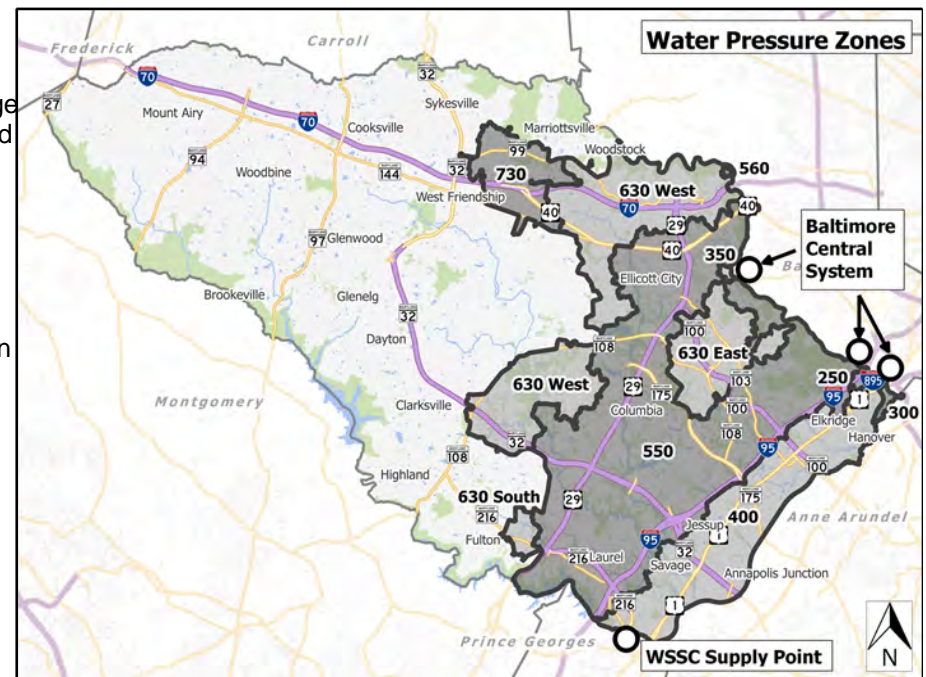 Water Pressure Zones
Frederick
Carroll
70
32
27
ge
d
Mount Airy
Sykesville
70
Cooksville
Marriottsville
99
Woodstock
94
730
560
Woodbine
144
32
630 West
West Friendship
70
40
40
29
Baltimore
Central
System
97
Glenwood
40
350
Ba
Ellicott City
Brookeville
Glenelg
32
100
n
Dayton
108
630 East
630 West
29
103
250
895
Montgomery
175
95
1
Clarksville
Columbia
100
Elkridge
300
32
108
Hanover
108
550
95
100
Highland
630 South
175
29
400
Anne Arundel
216
Jessup
1
Fulton
95
32
216
Laurel
Savage
Annapolis Junction
216
1
Prince Georges
WSSC Supply Point
N